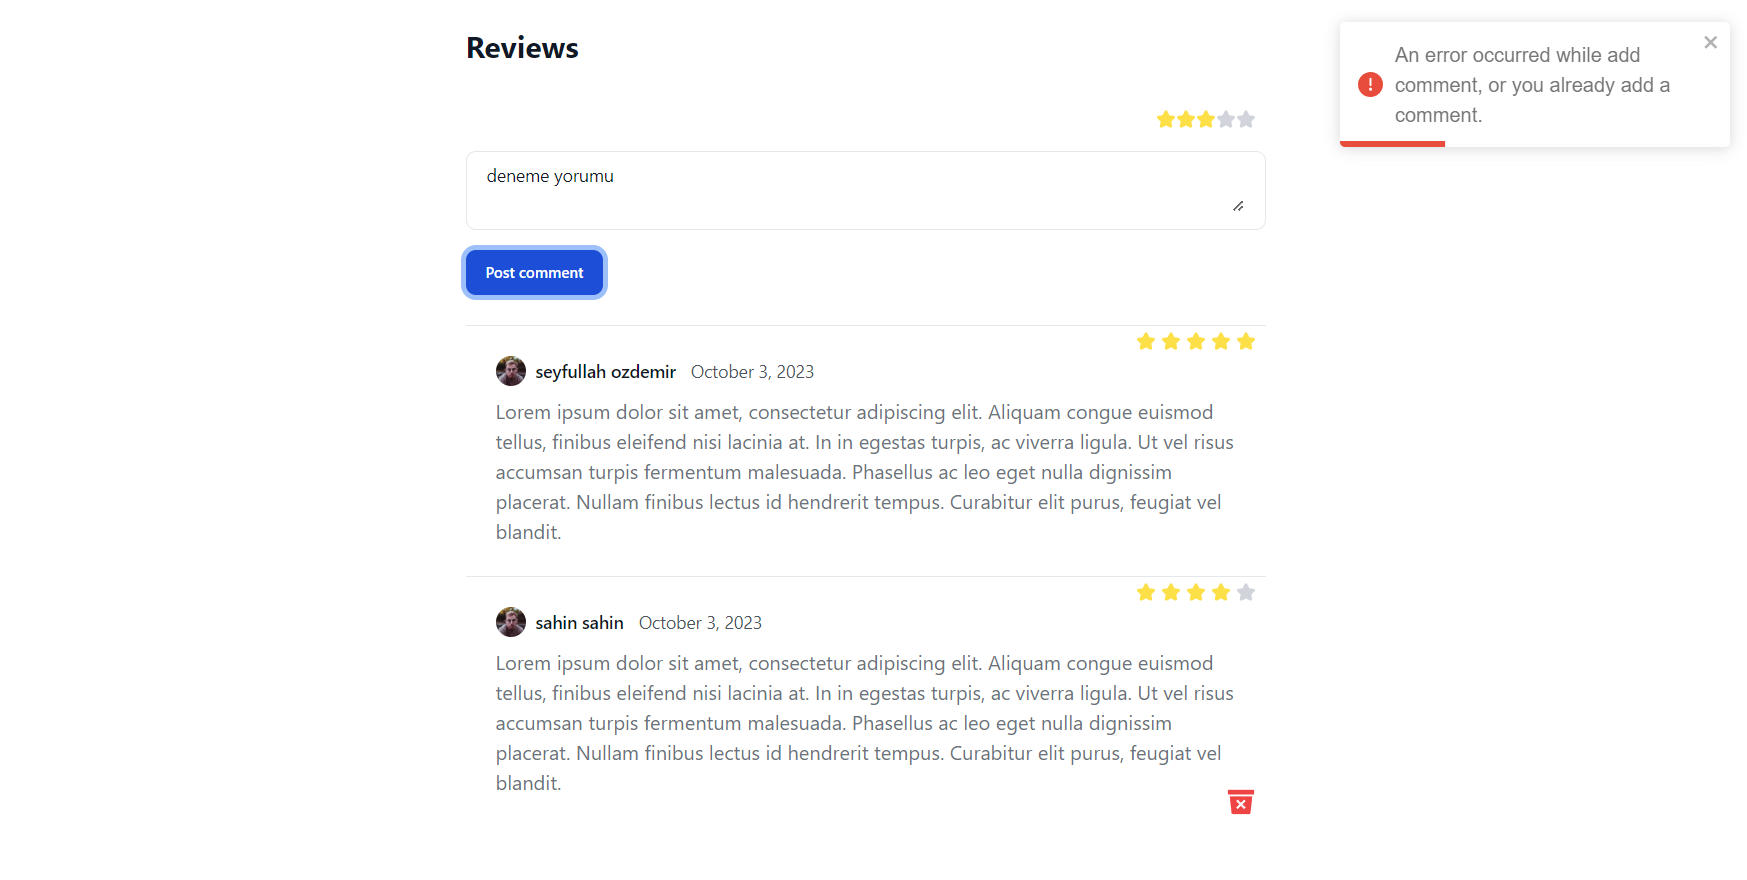 Reviews
An error occurred while add
comment, or you already add a
comment.
deneme yorumu
Post comment
seyfullah ozdemir October 3, 2023
Lorem ipsum dolor sit amet, consectetur adipiscing elit. Aliquam congue euismod
tellus, finibus eleifend nisi lacinia at. In in egestas turpis, ac viverra ligula. Ut vel risus
accumsan turpis fermentum malesuada. Phasellus ac leo eget nulla dignissim
placerat. Nullam finibus lectus id hendrerit tempus. Curabitur elit purus, feugiat vel
blandit.
sahin sahin October 3, 2023
Lorem ipsum dolor sit amet, consectetur adipiscing elit. Aliquam congue euismod
tellus, finibus eleifend nisi lacinia at. In in egestas turpis, ac viverra ligula. Ut vel risus
accumsan turpis fermentum malesuada. Phasellus ac leo eget nulla dignissim
placerat. Nullam finibus lectus id hendrerit tempus. Curabitur elit purus, feugiat vel
blandit.